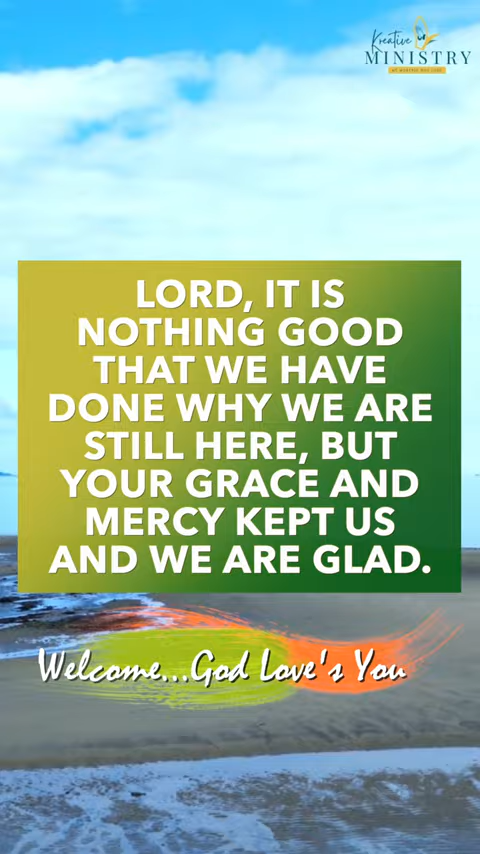 Kreative
MINISTRY
LORD, IT IS
NOTHING GOOD
THAT WE HAVE
DONE WHY WE ARE
STILL HERE, BUT
YOUR GRACE AND
MERCY KEPT US
AND WE ARE GLAD.
Welcome...God Love's You